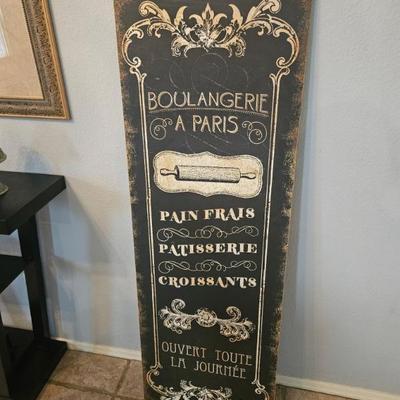 BOULANGERIE
A PARIS
PAIN FRAIS
PATISSERIE
CROISSANTS
OUVERT TOUTE
LA JOURNÉE